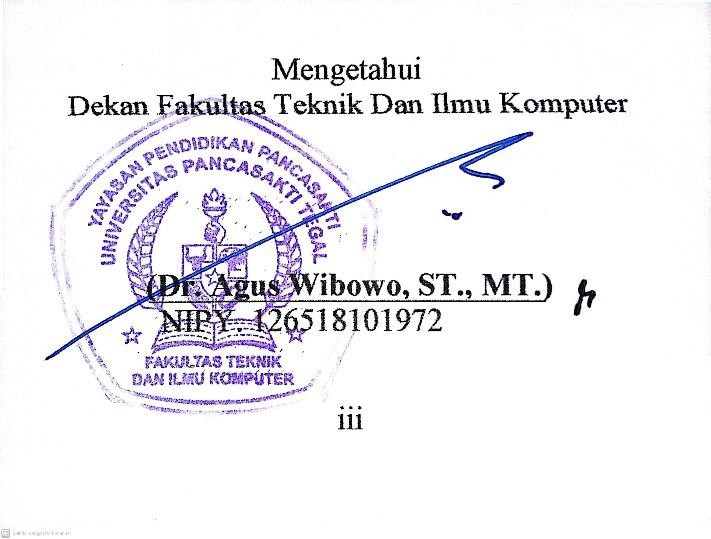 Mengetahui
Dekan Fakultas Teknik Dan Ilmu Komputer
YAYASAN PENDIDIKAN PANCASAKTI
UNIVERSITAS PANCASAKTI TEGAL
(Dr. Agus Wibowo, ST., MT.)
NIPY. 126518101972
FAKULTAS TEKNIK
DAN ILMU KOMPUTER
iii